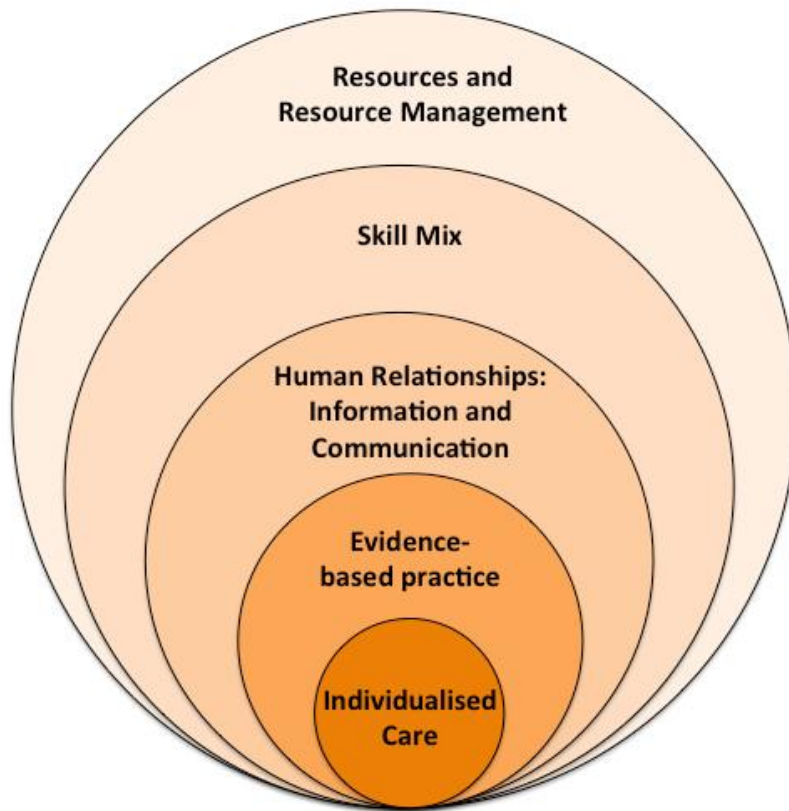 Resources and
Resource Management
Skill Mix
Human Relationships:
Information and
Communication
Evidence-
based practice
Individualised
Care